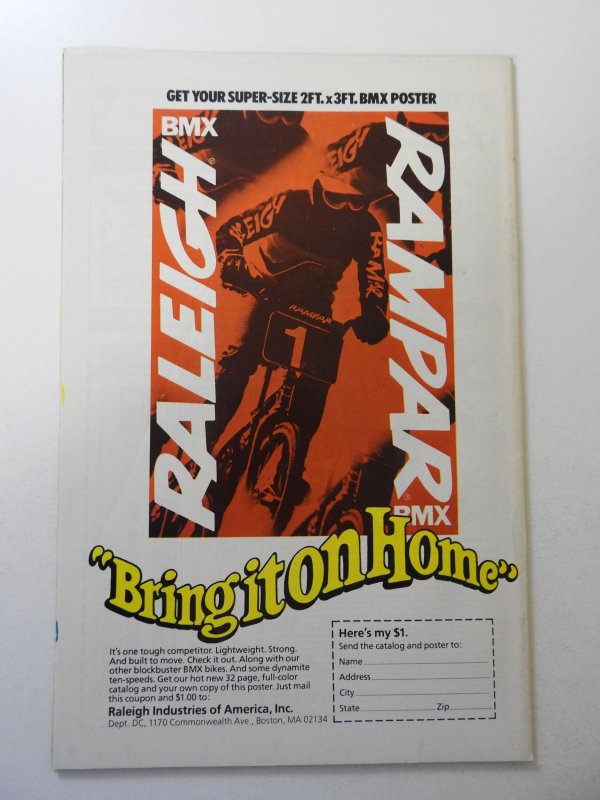 GET YOUR SUPER-SIZE 2FT. x 3FT. BMX POSTER
BMX
RALEIGH
©
RAMPAR
®
BMX
RALEIGH
RAMPAR
RAMPAR
1
"Bring it on Home"
It's one tough competitor. Lightweight. Strong.
And built to move. Check it out. Along with our
other blockbuster BMX bikes. And some dynamite
ten-speeds. Get our hot new 32 page, full-color
catalog and your own copy of this poster. Just mail
this coupon and $1.00 to:
Raleigh Industries of America, Inc.
Dept. DC, 1170 Commonwealth Ave., Boston, MA 02134
Here's my $1.
Send the catalog and poster to:
Name
Address
City
State Zip